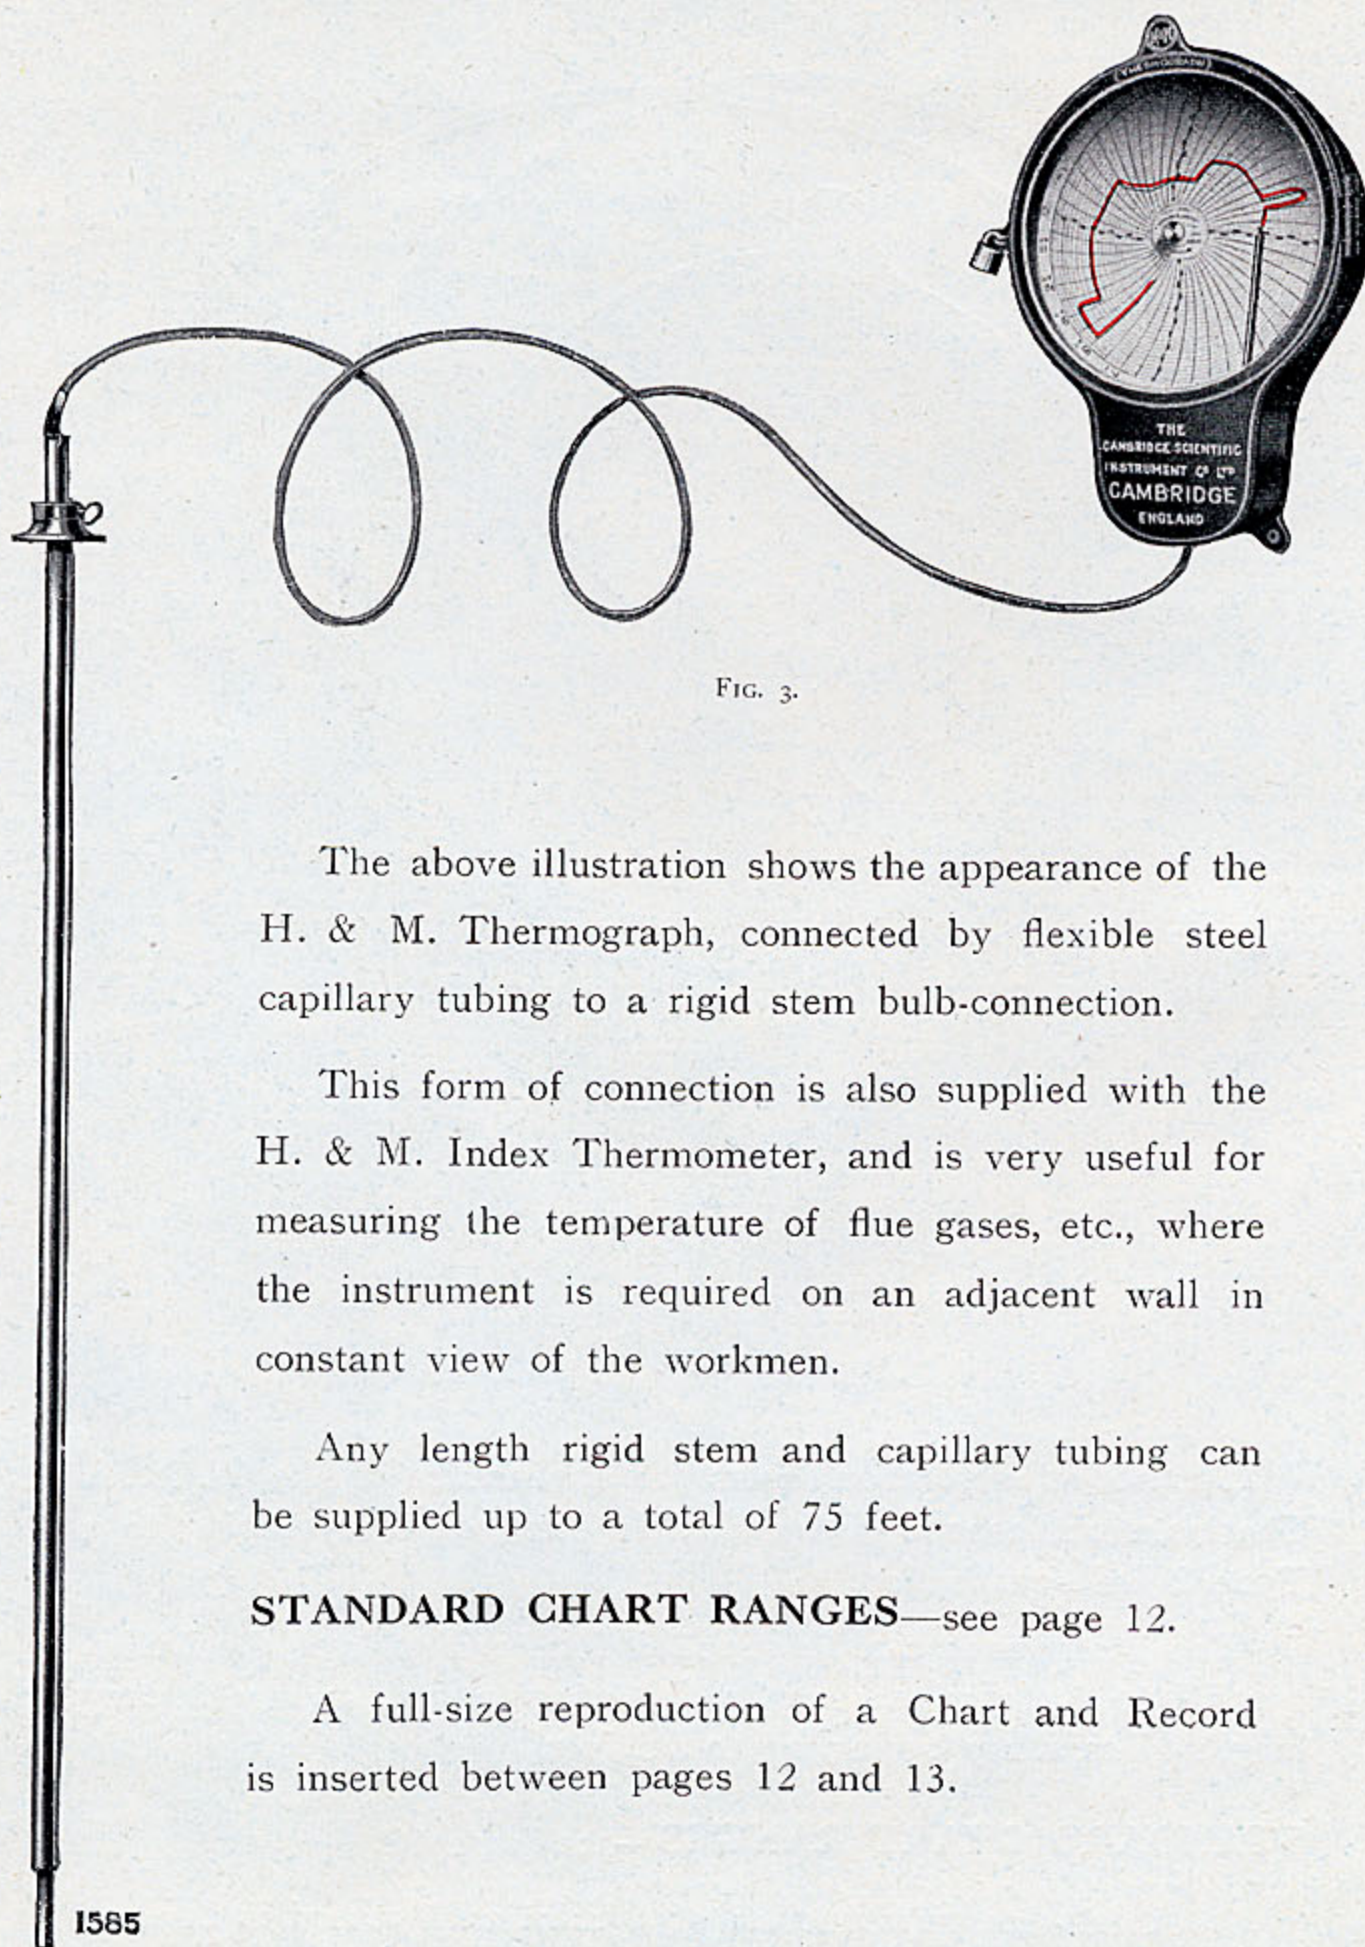 THERMOGRAPH
THE
CAMBRIDGE SCIENTIFIC
INSTRUMENT Cº LTD
CAMBRIDGE
ENGLAND
FIG. 3.
The above illustration shows the appearance of the
H. & M. Thermograph, connected by flexible steel
capillary tubing to a rigid stem bulb-connection.
This form of connection is also supplied with the
H. & M. Index Thermometer, and is very useful for
measuring the temperature of flue gases, etc., where
the instrument is required on an adjacent wall in
constant view of the workmen.
Any length rigid stem and capillary tubing can
be supplied up to a total of 75 feet.
STANDARD CHART RANGES—see page 12.
A full-size reproduction of a Chart and Record
is inserted between pages 12 and 13.
1585